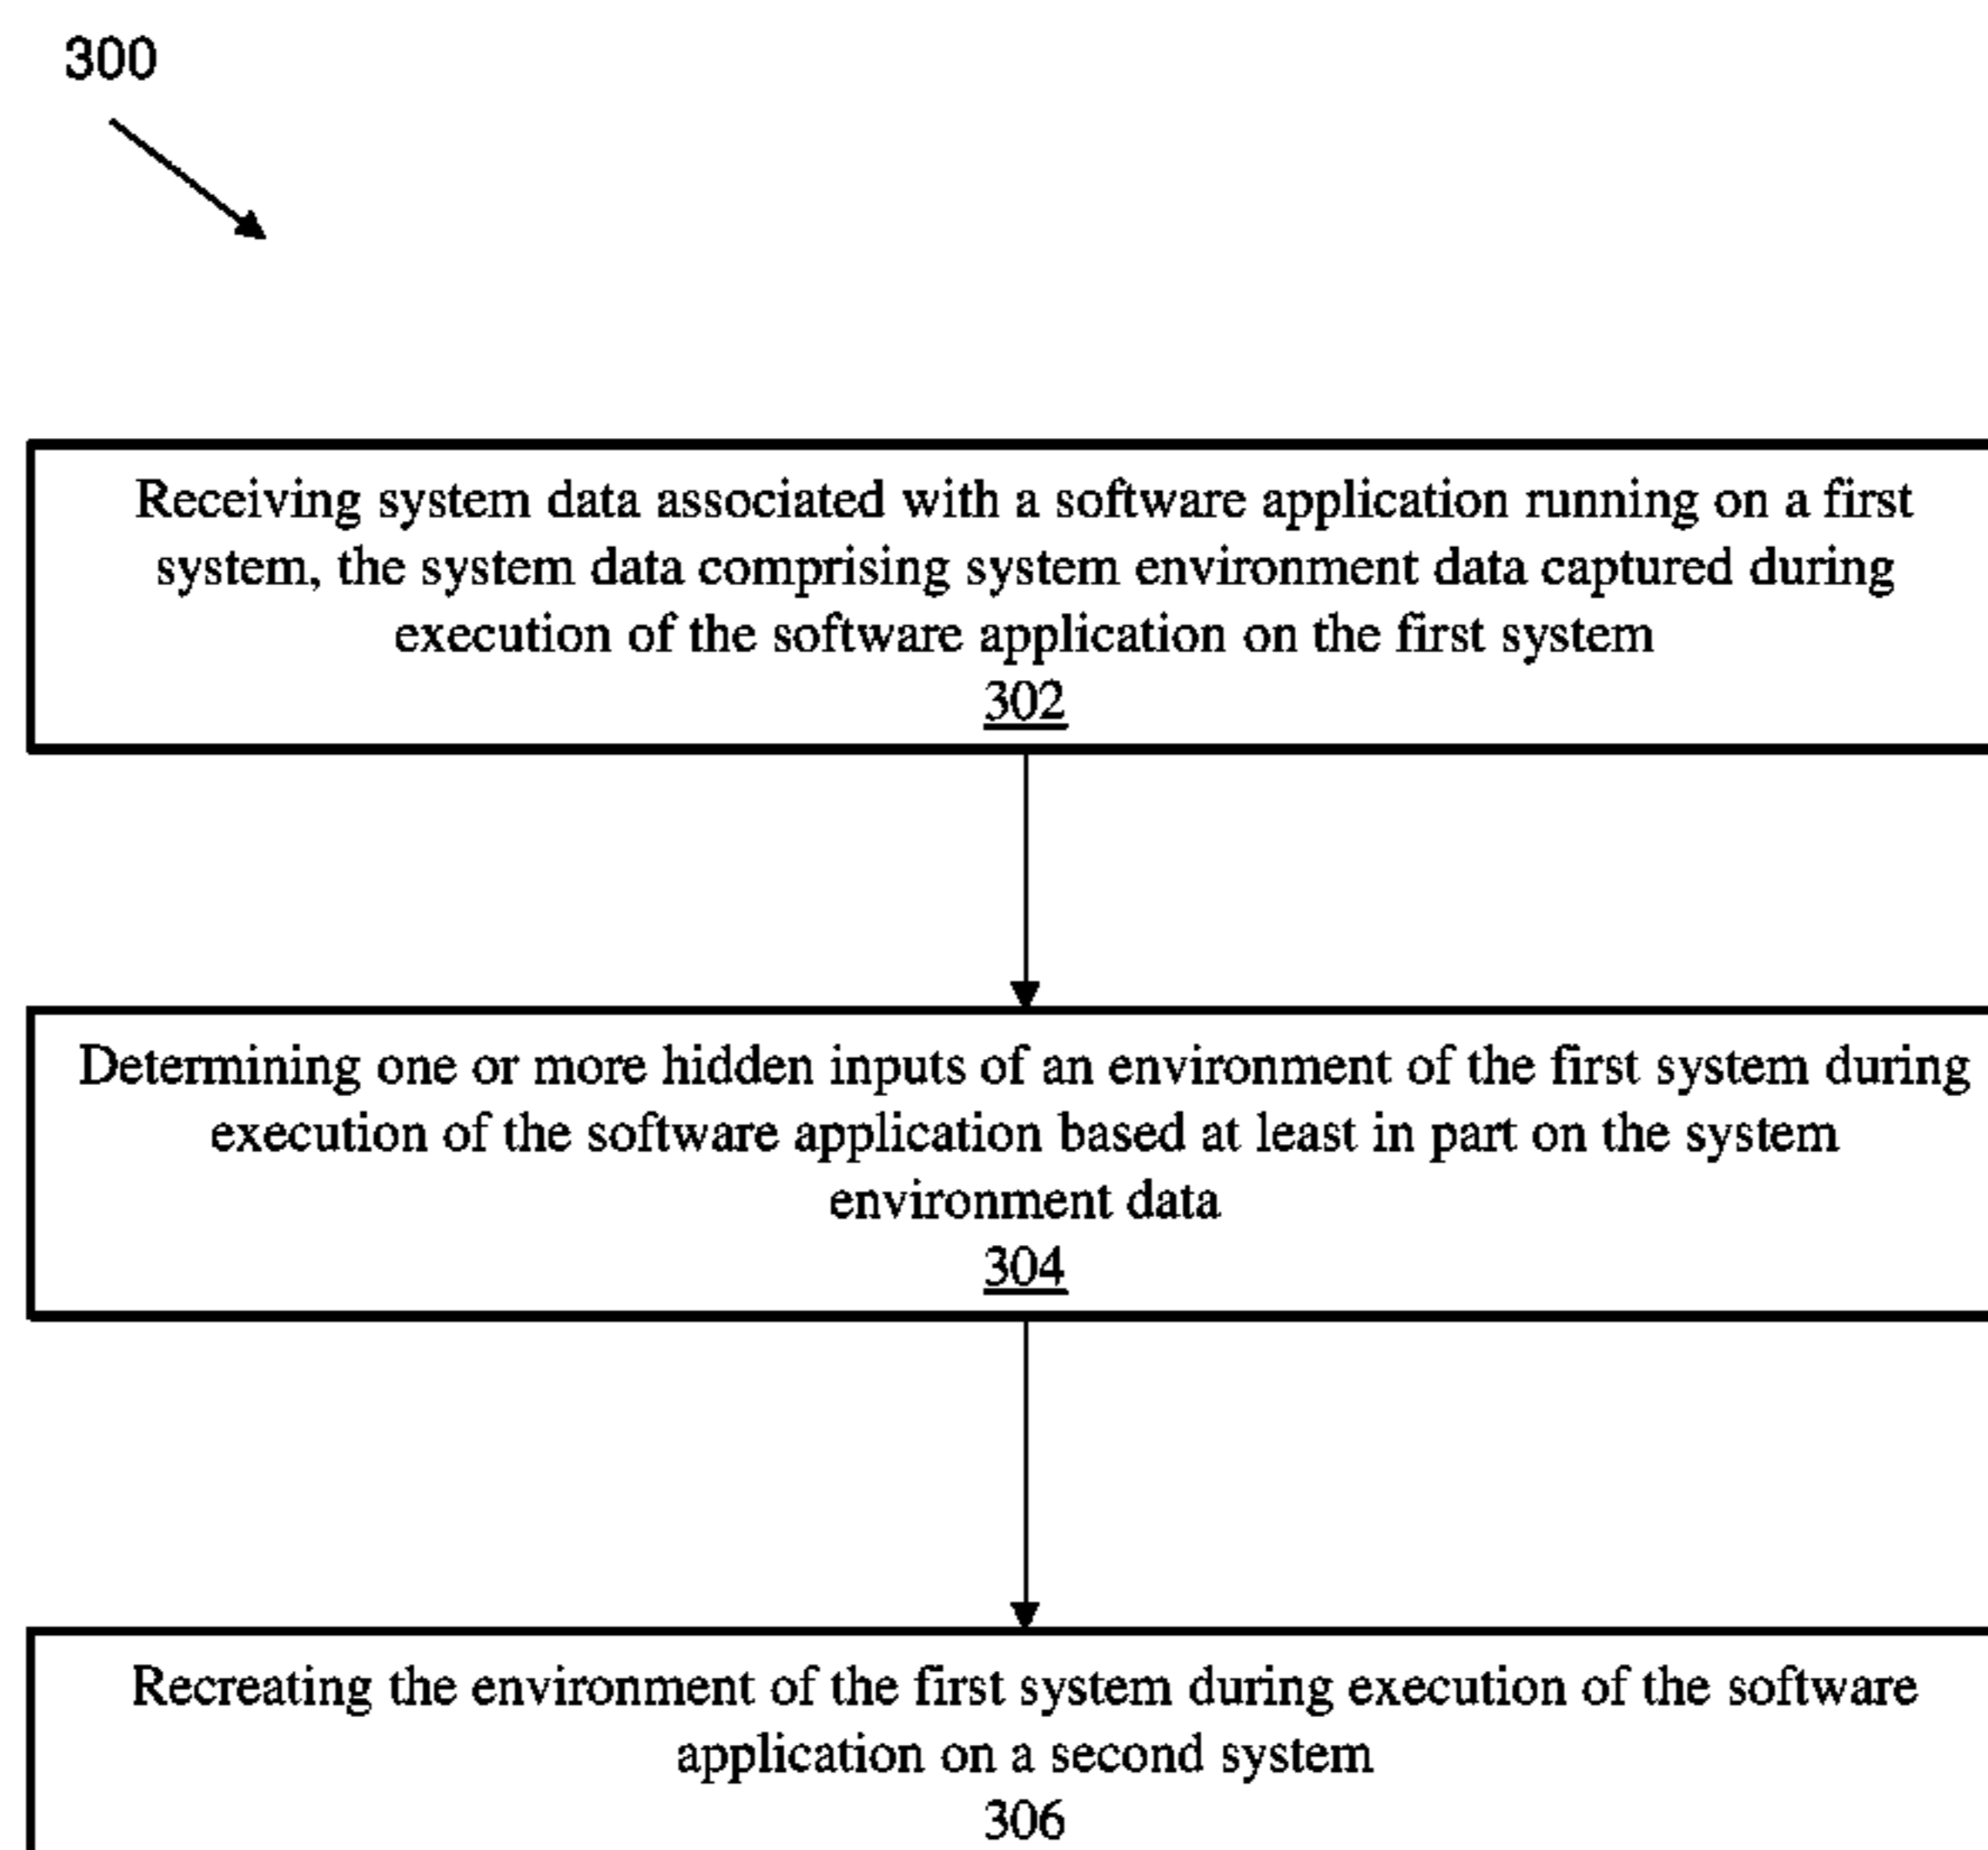 300
Receiving system data associated with a software application running on a first
system, the system data comprising system environment data captured during
execution of the software application on the first system
302
Determining one or more hidden inputs of an environment of the first system during
execution of the software application based at least in part on the system
environment data
304
Recreating the environment of the first system during execution of the software
application on a second system
306